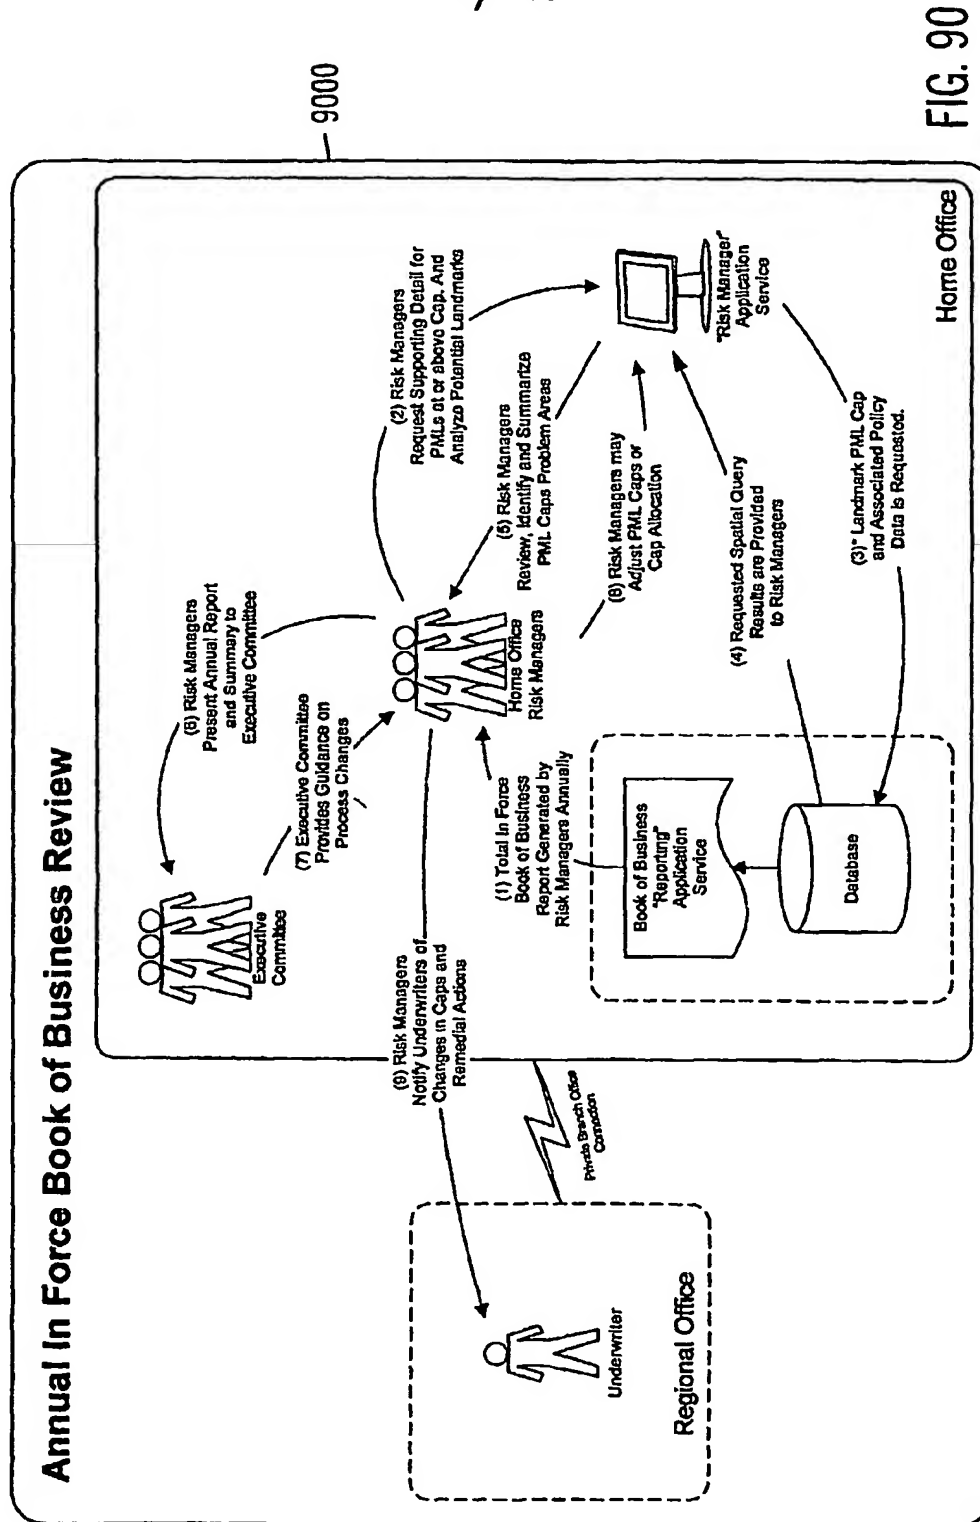 Annual In Force Book of Business Review
9000
(6) Risk Managers
Present Annual Report
and Summary to
Executive Committee
Executive
Committee
(7) Executive Committee
Provides Guidance on
Process Changes
(2) Risk Managers
Request Supporting Detail for
PMLs at or above Cap. And
Analyze Potential Landmarks
(9) Risk Managers
Notify Underwriters of
Changes in Caps and
Remedial Actions
Home Office
Risk Managers
(5) Risk Managers
Review, Identify and Summarize
PML Caps Problem Areas
(1) Total In Force
Book of Business
Report Generated by
Risk Managers Annually
(8) Risk Managers may
Adjust PML Caps or
Cap Allocation
"Risk Manager"
Application
Service
Private Branch Office
Connection
Book of Business
"Reporting"
Application
Service
(4) Requested Spatial Query
Results are Provided
to Risk Managers
Database
(3)* Landmark PML Cap
and Associated Policy
Data is Requested.
Underwriter
Regional Office
Home Office
FIG. 90